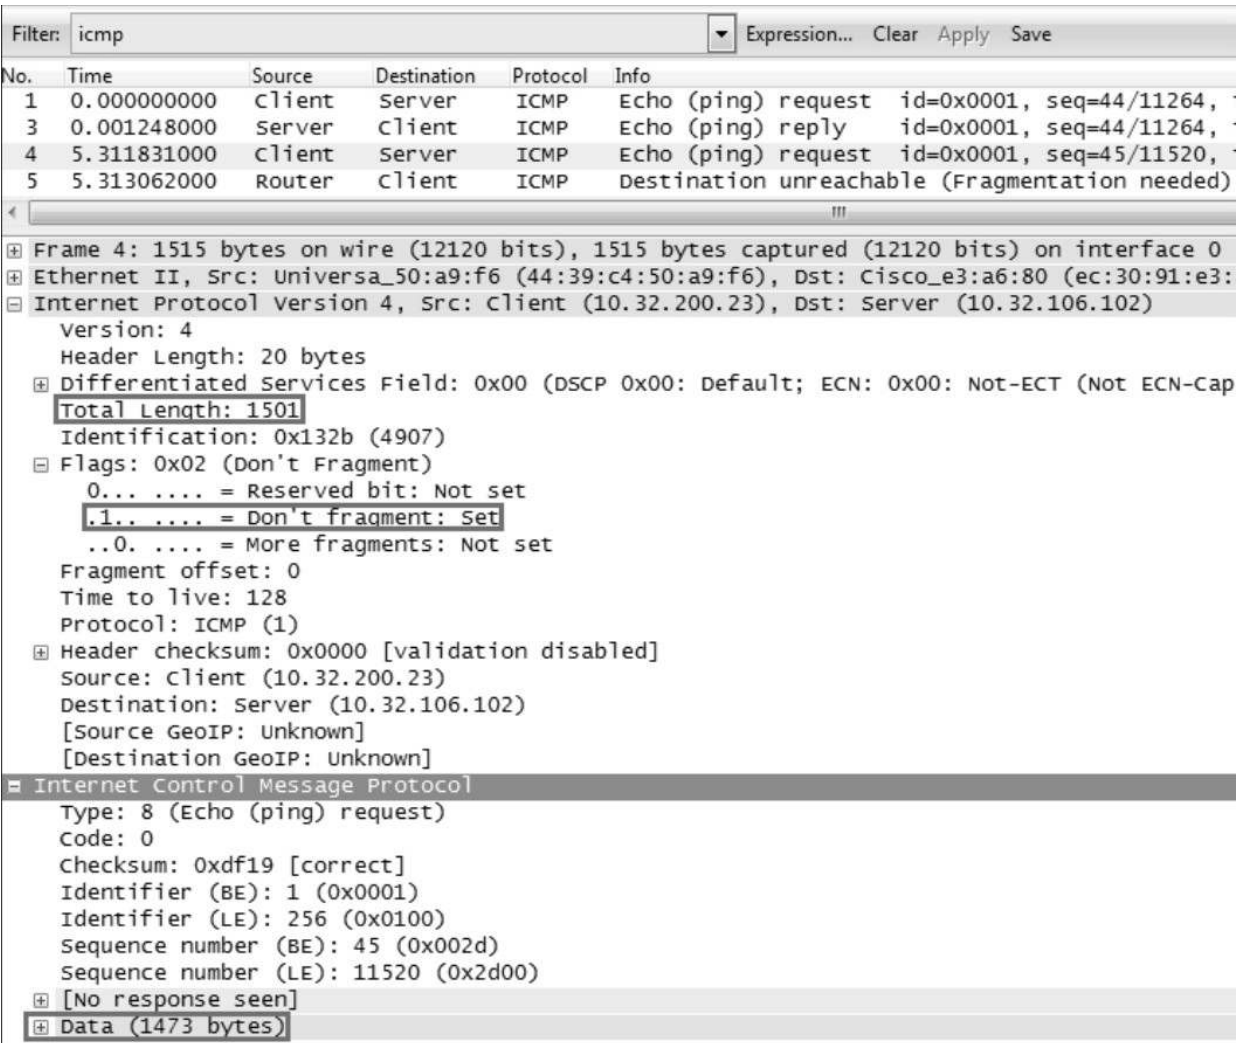 Filter: icmp Expression... Clear Apply Save
No. Time Source Destination Protocol Info
1 0.000000000 Client Server ICMP Echo (ping) request id=0x0001, seq=44/11264,
3 0.001248000 Server Client ICMP Echo (ping) reply id=0x0001, seq=44/11264,
4 5.311831000 Client Server ICMP Echo (ping) request id=0x0001, seq=45/11520,
5 5.313062000 Router Client ICMP Destination unreachable (Fragmentation needed)
Frame 4: 1515 bytes on wire (12120 bits), 1515 bytes captured (12120 bits) on interface 0
Ethernet II, Src: Universa_50:a9:f6 (44:39:c4:50:a9:f6), Dst: Cisco_e3:a6:80 (ec:30:91:e3:
Internet Protocol Version 4, Src: Client (10.32.200.23), Dst: Server (10.32.106.102)
Version: 4
Header Length: 20 bytes
Differentiated Services Field: 0x00 (DSCP 0x00: Default; ECN: 0x00: Not-ECT (Not ECN-Cap
Total Length: 1501
Identification: 0x132b (4907)
Flags: 0x02 (Don't Fragment)
0... .... = Reserved bit: Not set
.1.. .... = Don't fragment: Set
..0. .... = More fragments: Not set
Fragment offset: 0
Time to live: 128
Protocol: ICMP (1)
Header checksum: 0x0000 [validation disabled]
Source: Client (10.32.200.23)
Destination: Server (10.32.106.102)
[Source GeoIP: Unknown]
[Destination GeoIP: Unknown]
Internet Control Message Protocol
Type: 8 (Echo (ping) request)
Code: 0
Checksum: 0xdf19 [correct]
Identifier (BE): 1 (0x0001)
Identifier (LE): 256 (0x0100)
Sequence number (BE): 45 (0x002d)
Sequence number (LE): 11520 (0x2d00)
[No response seen]
Data (1473 bytes)